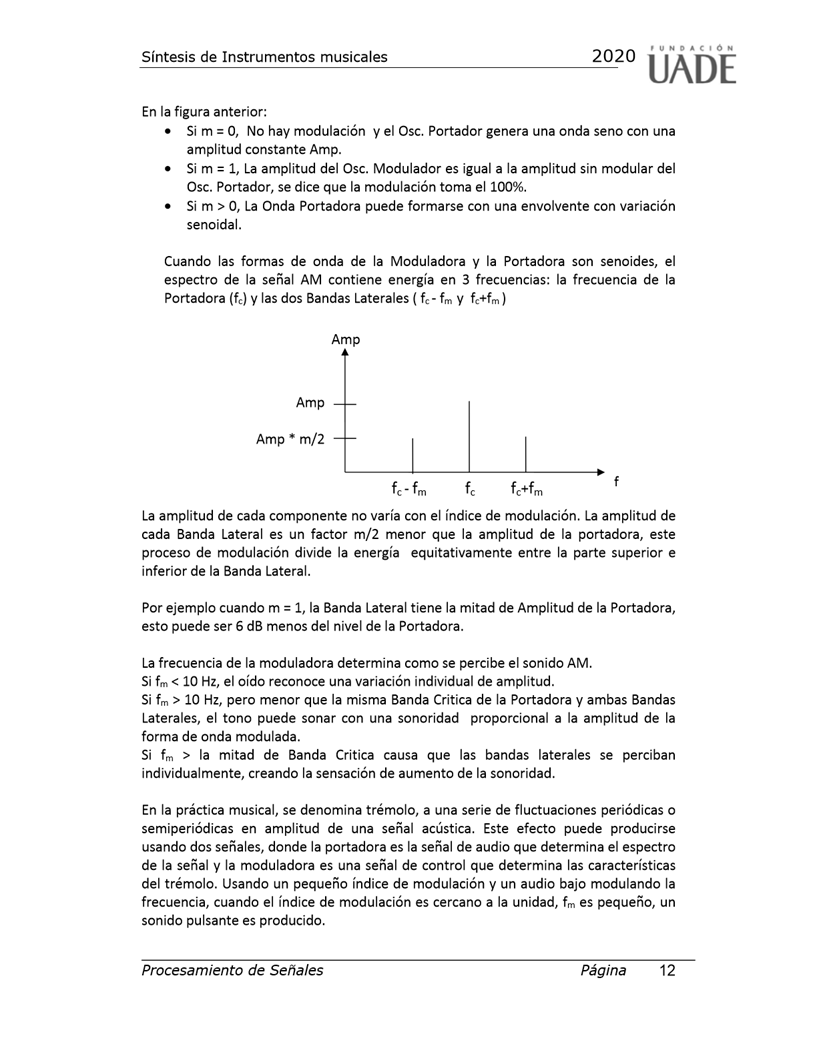 Síntesis de Instrumentos musicales 2020 FUNDACIÓN
UADE
En la figura anterior:
• Si m = 0, No hay modulación y el Osc. Portador genera una onda seno con una
amplitud constante Amp.
• Si m = 1, La amplitud del Osc. Modulador es igual a la amplitud sin modular del
Osc. Portador, se dice que la modulación toma el 100%.
• Si m > 0, La Onda Portadora puede formarse con una envolvente con variación
senoidal.
Cuando las formas de onda de la Moduladora y la Portadora son senoides, el
espectro de la señal AM contiene energía en 3 frecuencias: la frecuencia de la
Portadora (fc) y las dos Bandas Laterales ( fc - fm y fc+fm )
Amp
Amp
Amp * m/2
f
fc - fm fc fc+fm
La amplitud de cada componente no varía con el índice de modulación. La amplitud de
cada Banda Lateral es un factor m/2 menor que la amplitud de la portadora, este
proceso de modulación divide la energía equitativamente entre la parte superior e
inferior de la Banda Lateral.
Por ejemplo cuando m = 1, la Banda Lateral tiene la mitad de Amplitud de la Portadora,
esto puede ser 6 dB menos del nivel de la Portadora.
La frecuencia de la moduladora determina como se percibe el sonido AM.
Si fm < 10 Hz, el oído reconoce una variación individual de amplitud.
Si fm > 10 Hz, pero menor que la misma Banda Critica de la Portadora y ambas Bandas
Laterales, el tono puede sonar con una sonoridad proporcional a la amplitud de la
forma de onda modulada.
Si fm > la mitad de Banda Critica causa que las bandas laterales se perciban
individualmente, creando la sensación de aumento de la sonoridad.
En la práctica musical, se denomina trémolo, a una serie de fluctuaciones periódicas o
semiperiódicas en amplitud de una señal acústica. Este efecto puede producirse
usando dos señales, donde la portadora es la señal de audio que determina el espectro
de la señal y la moduladora es una señal de control que determina las características
del trémolo. Usando un pequeño índice de modulación y un audio bajo modulando la
frecuencia, cuando el índice de modulación es cercano a la unidad, fm es pequeño, un
sonido pulsante es producido.
Procesamiento de Señales Página 12